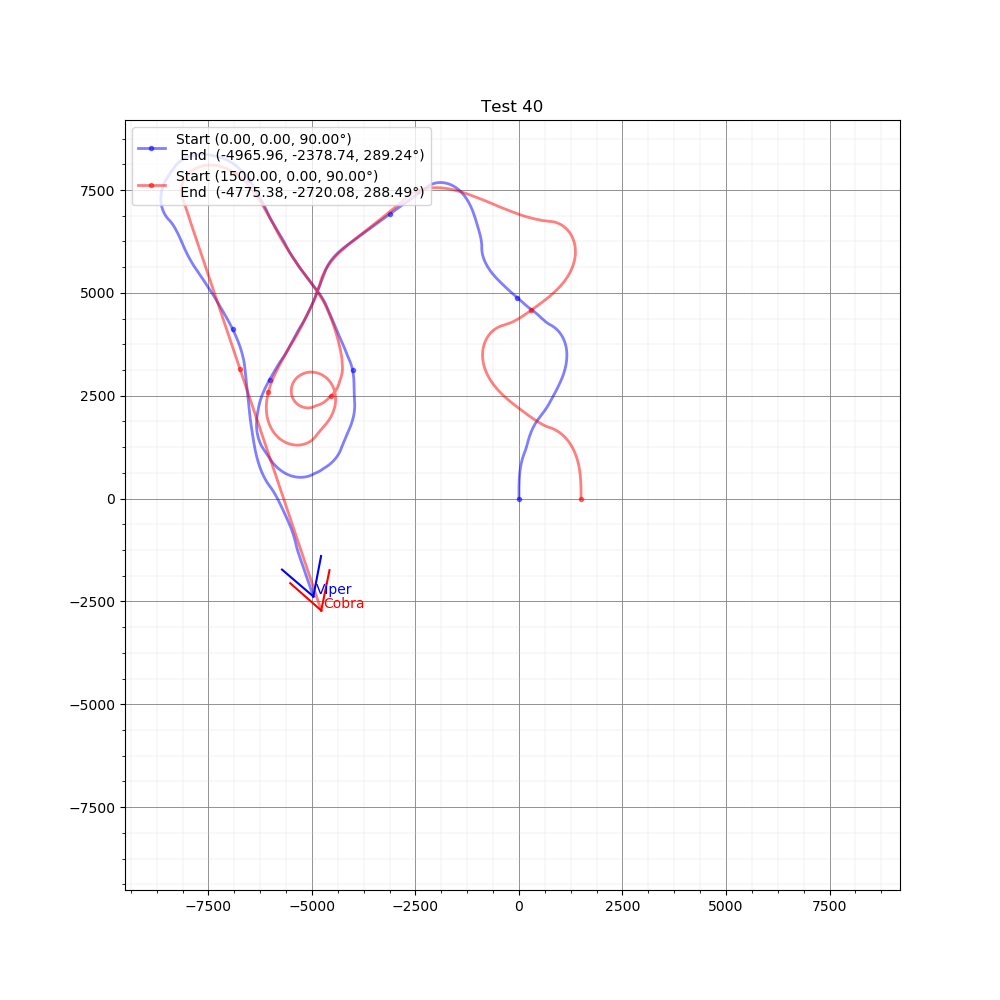 Test 40
Start (0.00, 0.00, 90.00°)
End (-4965.96, -2378.74, 289.24°)
Start (1500.00, 0.00, 90.00°)
End (-4775.38, -2720.08, 288.49°)
7500
5000
2500
0
−2500
−5000
−7500
Viper
Cobra
−7500 −5000 −2500 0 2500 5000 7500